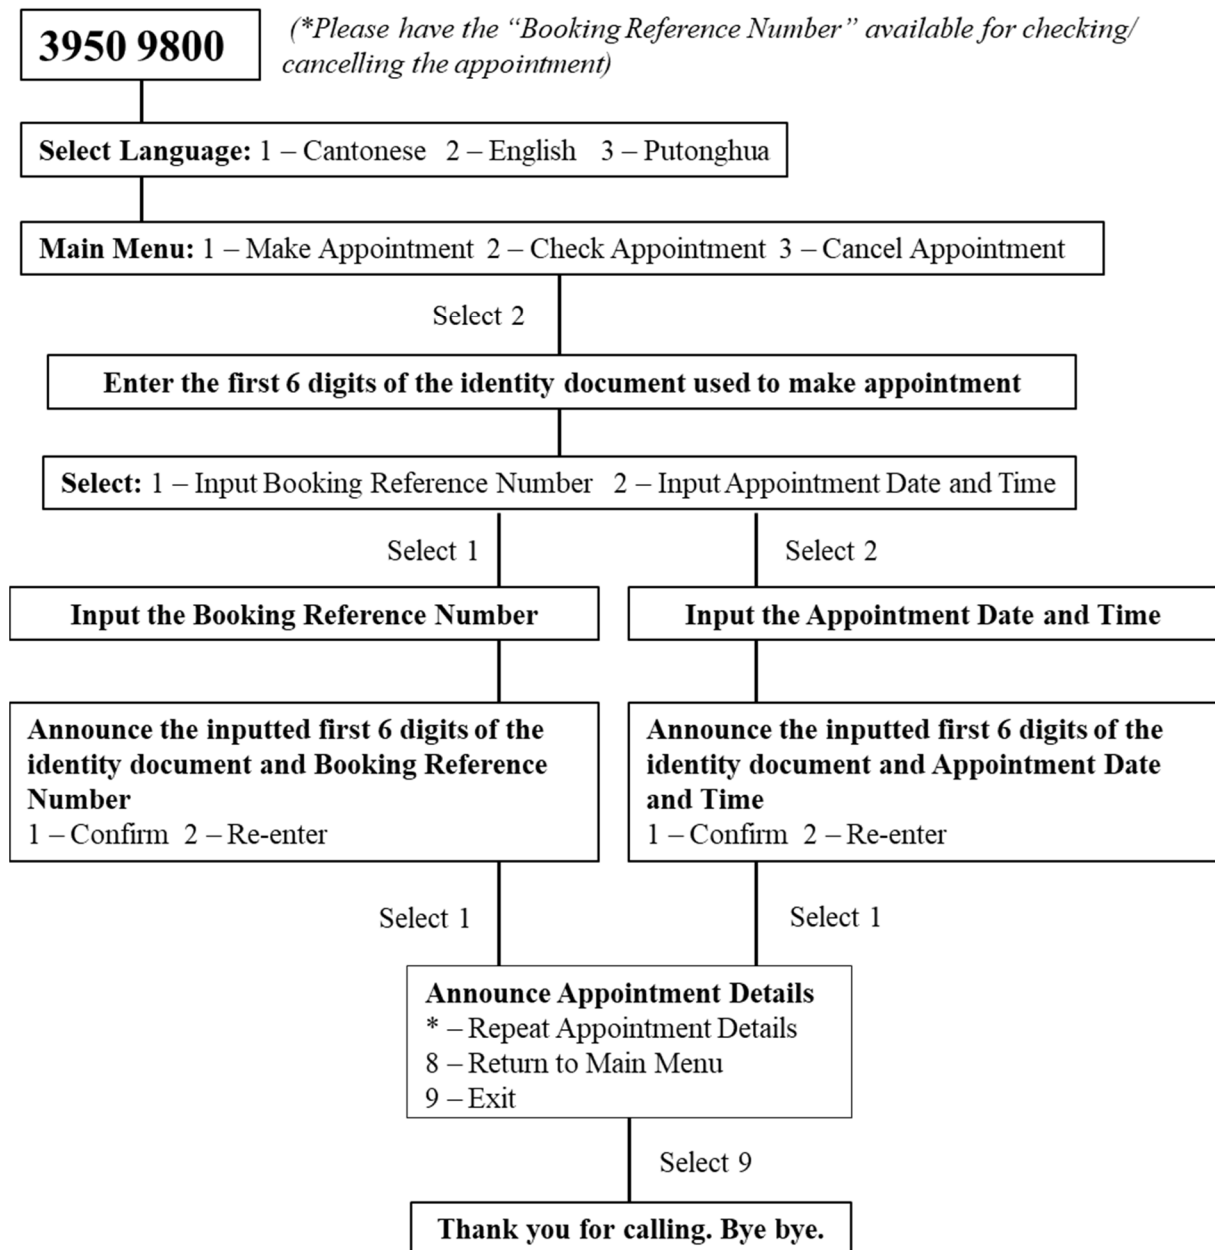 3950 9800
(*Please have the “Booking Reference Number” available for checking/
cancelling the appointment)
Select Language: 1 – Cantonese 2 – English 3 – Putonghua
Main Menu: 1 – Make Appointment 2 – Check Appointment 3 – Cancel Appointment
Select 2
Enter the first 6 digits of the identity document used to make appointment
Select: 1 – Input Booking Reference Number 2 – Input Appointment Date and Time
Select 1
Select 2
Input the Booking Reference Number
Input the Appointment Date and Time
Announce the inputted first 6 digits of the
identity document and Booking Reference
Number
1 – Confirm 2 – Re-enter
Announce the inputted first 6 digits of the
identity document and Appointment Date
and Time
1 – Confirm 2 – Re-enter
Select 1
Select 1
Announce Appointment Details
* – Repeat Appointment Details
8 – Return to Main Menu
9 – Exit
Select 9
Thank you for calling. Bye bye.